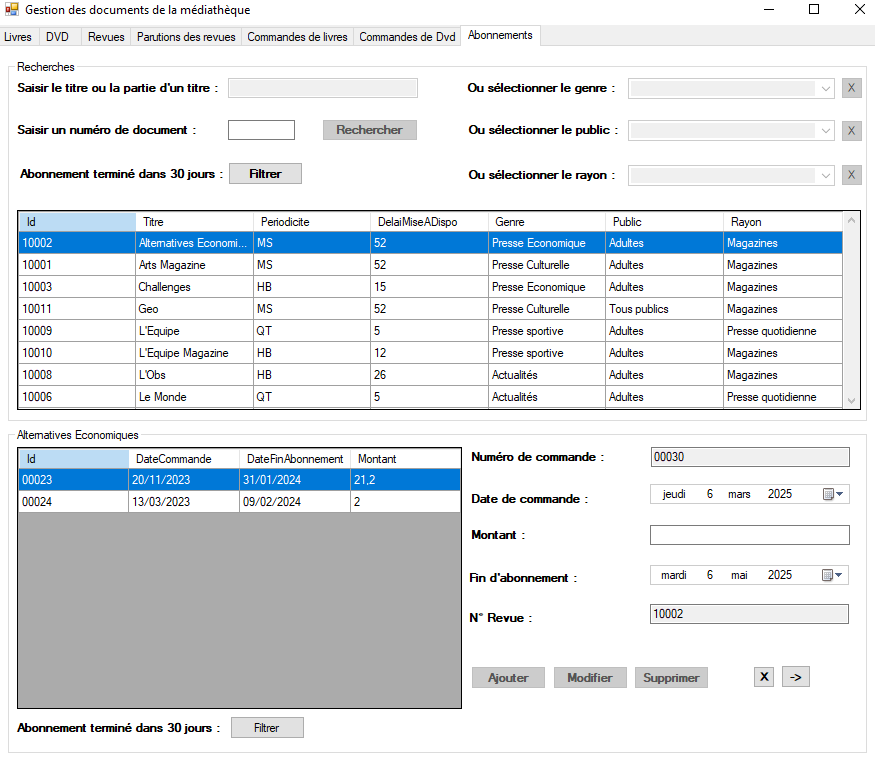 Gestion des documents de la médiathèque
Livres DVD Revues Parutions des revues Commandes de livres Commandes de Dvd Abonnements
Recherches
Saisir le titre ou la partie d'un titre : Ou sélectionner le genre : X
Saisir un numéro de document : Rechercher Ou sélectionner le public : X
Abonnement terminé dans 30 jours : Filtrer Ou sélectionner le rayon : X
Id Titre Periodicite DelaiMiseADispo Genre Public Rayon
10002 Alternatives Economi... MS 52 Presse Economique Adultes Magazines
10001 Arts Magazine MS 52 Presse Culturelle Adultes Magazines
10003 Challenges HB 15 Presse Economique Adultes Magazines
10011 Geo MS 52 Presse Culturelle Tous publics Magazines
10009 L'Equipe QT 5 Presse sportive Adultes Presse quotidienne
10010 L'Equipe Magazine HB 12 Presse sportive Adultes Magazines
10008 L'Obs HB 26 Actualités Adultes Magazines
10006 Le Monde QT 5 Actualités Adultes Presse quotidienne
Alternatives Economiques
Id DateCommande DateFinAbonnement Montant
00023 20/11/2023 31/01/2024 21,2
00024 13/03/2023 09/02/2024 2
Numéro de commande : 00030
Date de commande : jeudi 6 mars 2025
Montant :
Fin d'abonnement : mardi 6 mai 2025
N° Revue : 10002
Ajouter Modifier Supprimer X ->
Abonnement terminé dans 30 jours : Filtrer